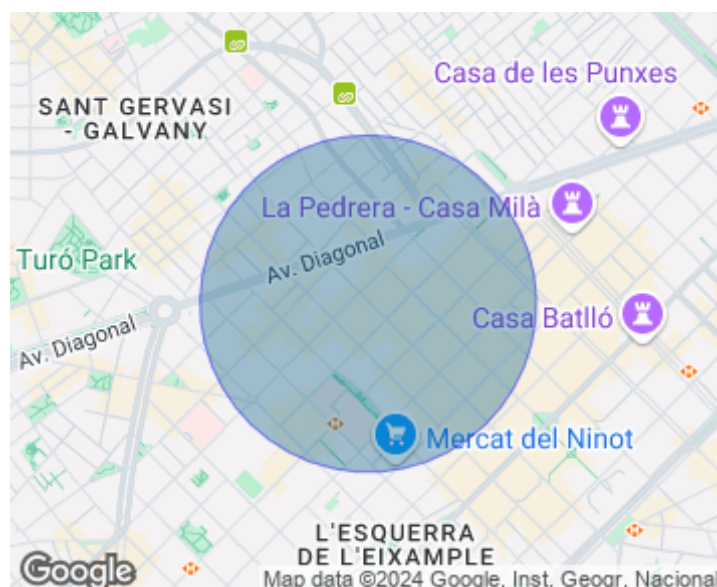 Casa de les Punxes
SANT GERVASI
- GALVANY
La Pedrera - Casa Milà
Av. Diagonal
Turó Park
Casa Batlló
Av. Diagonal
Mercat del Ninot
L'ESQUERRA
DE L'EIXAMPLE
Google
Map data ©2024 Google, Inst. Geogr. Nacional